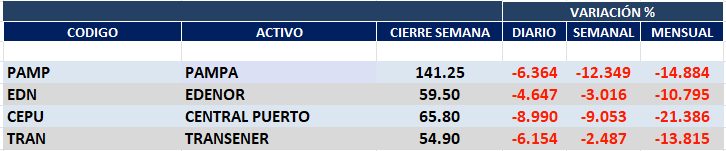 VARIACIÓN %
CODIGO ACTIVO CIERRE SEMANA DIARIO SEMANAL MENSUAL
PAMP PAMPA 141.25 -6.364 -12.349 -14.884
EDN EDENOR 59.50 -4.647 -3.016 -10.795
CEPU CENTRAL PUERTO 65.80 -8.990 -9.053 -21.386
TRAN TRANSENER 54.90 -6.154 -2.487 -13.815